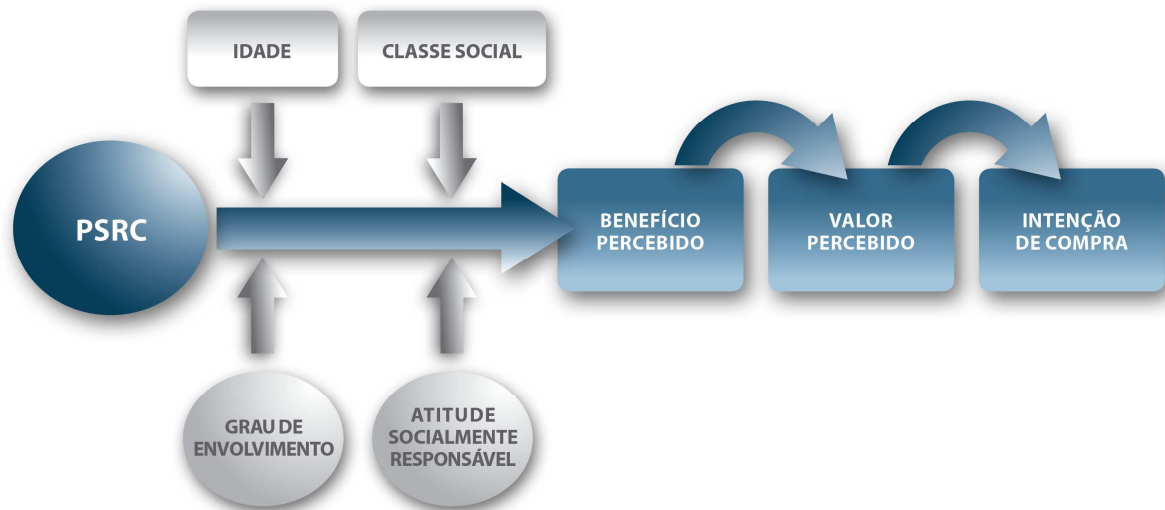 IDADE
CLASSE SOCIAL
PSRC
BENEFÍCIO
PERCEBIDO
VALOR
PERCEBIDO
INTENÇÃO
DE COMPRA
GRAU DE
ENVOLVIMENTO
ATITUDE
SOCIALMENTE
RESPONSÁVEL